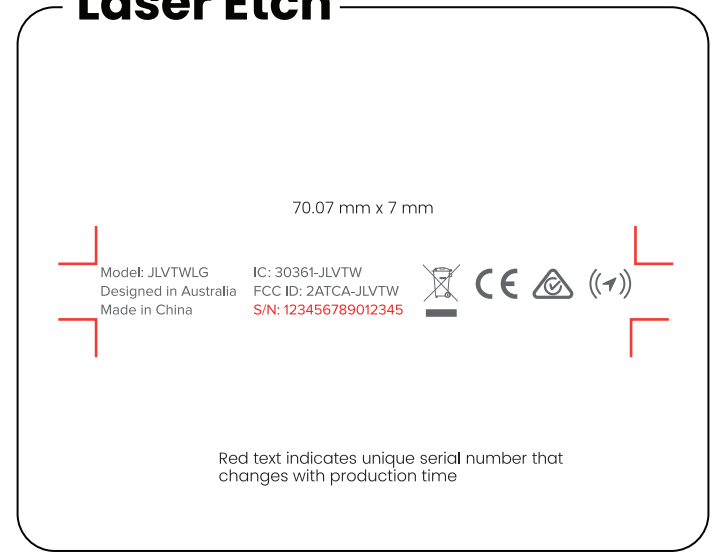 Laser Etch
70.07 mm x 7 mm
Model: JLVTWLG
Designed in Australia
Made in China
IC: 30361-JLVTW
FCC ID: 2ATCA-JLVTW
S/N: 123456789012345
CE
Red text indicates unique serial number that
changes with production time